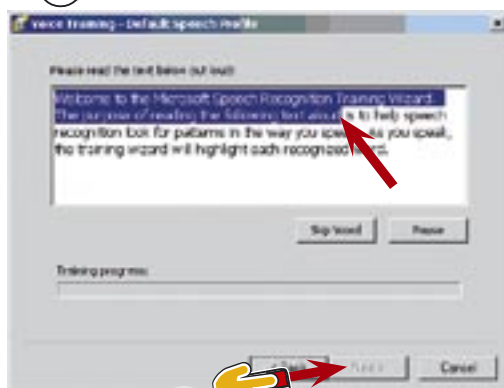 Voice Training - Default Speech Profile
Please read the text below out loud:
Welcome to the Microsoft Speech Recognition Training Wizard.
The purpose of reading the following text aloud is to help speech
recognition look for patterns in the way you speak. As you speak,
the training wizard will highlight each recognized word.
Skip Word
Pause
Training progress:
< Back
Next >
Cancel